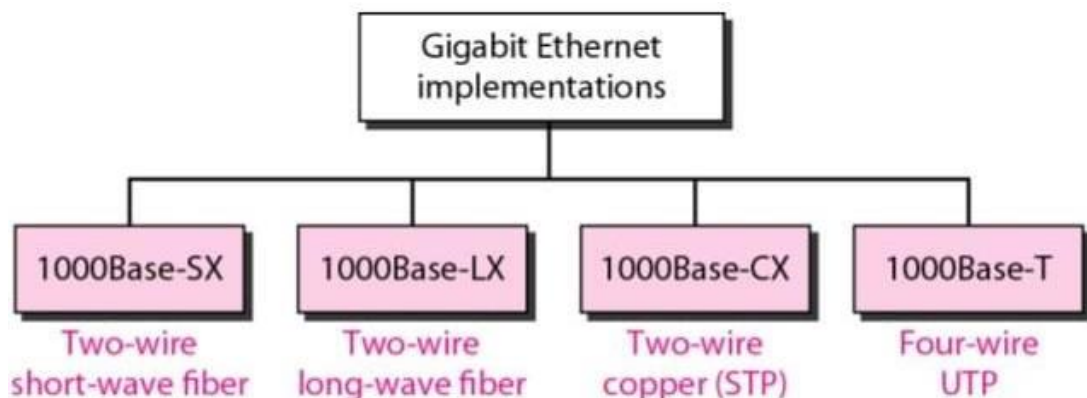 Gigabit Ethernet
implementations
1000Base-SX
1000Base-LX
1000Base-CX
1000Base-T
Two-wire
short-wave fiber
Two-wire
long-wave fiber
Two-wire
copper (STP)
Four-wire
UTP